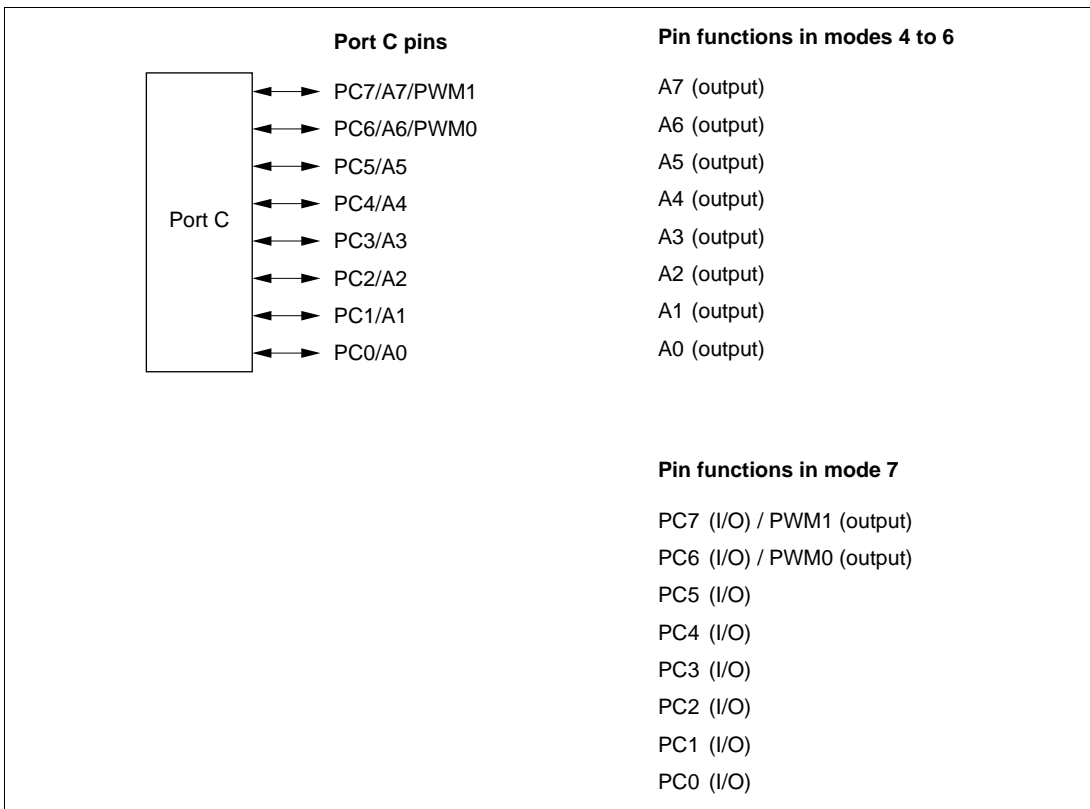 Port C pins
Port C
PC7/A7/PWM1
PC6/A6/PWM0
PC5/A5
PC4/A4
PC3/A3
PC2/A2
PC1/A1
PC0/A0
Pin functions in modes 4 to 6
A7 (output)
A6 (output)
A5 (output)
A4 (output)
A3 (output)
A2 (output)
A1 (output)
A0 (output)
Pin functions in mode 7
PC7 (I/O) / PWM1 (output)
PC6 (I/O) / PWM0 (output)
PC5 (I/O)
PC4 (I/O)
PC3 (I/O)
PC2 (I/O)
PC1 (I/O)
PC0 (I/O)